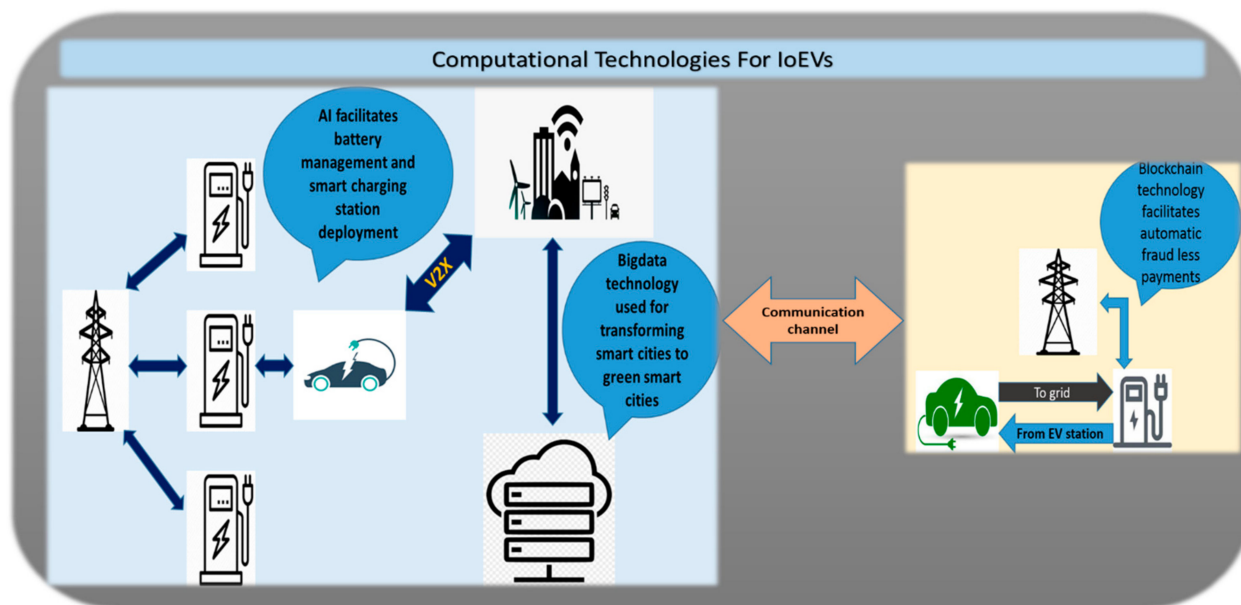 Computational Technologies For IoEVs
AI facilitates
battery
management and
smart charging
station
deployment
V2X
Bigdata
technology
used for
transforming
smart cities to
green smart
cities
Communication
channel
Blockchain
technology
facilitates
automatic
fraud less
payments
To grid
From EV station